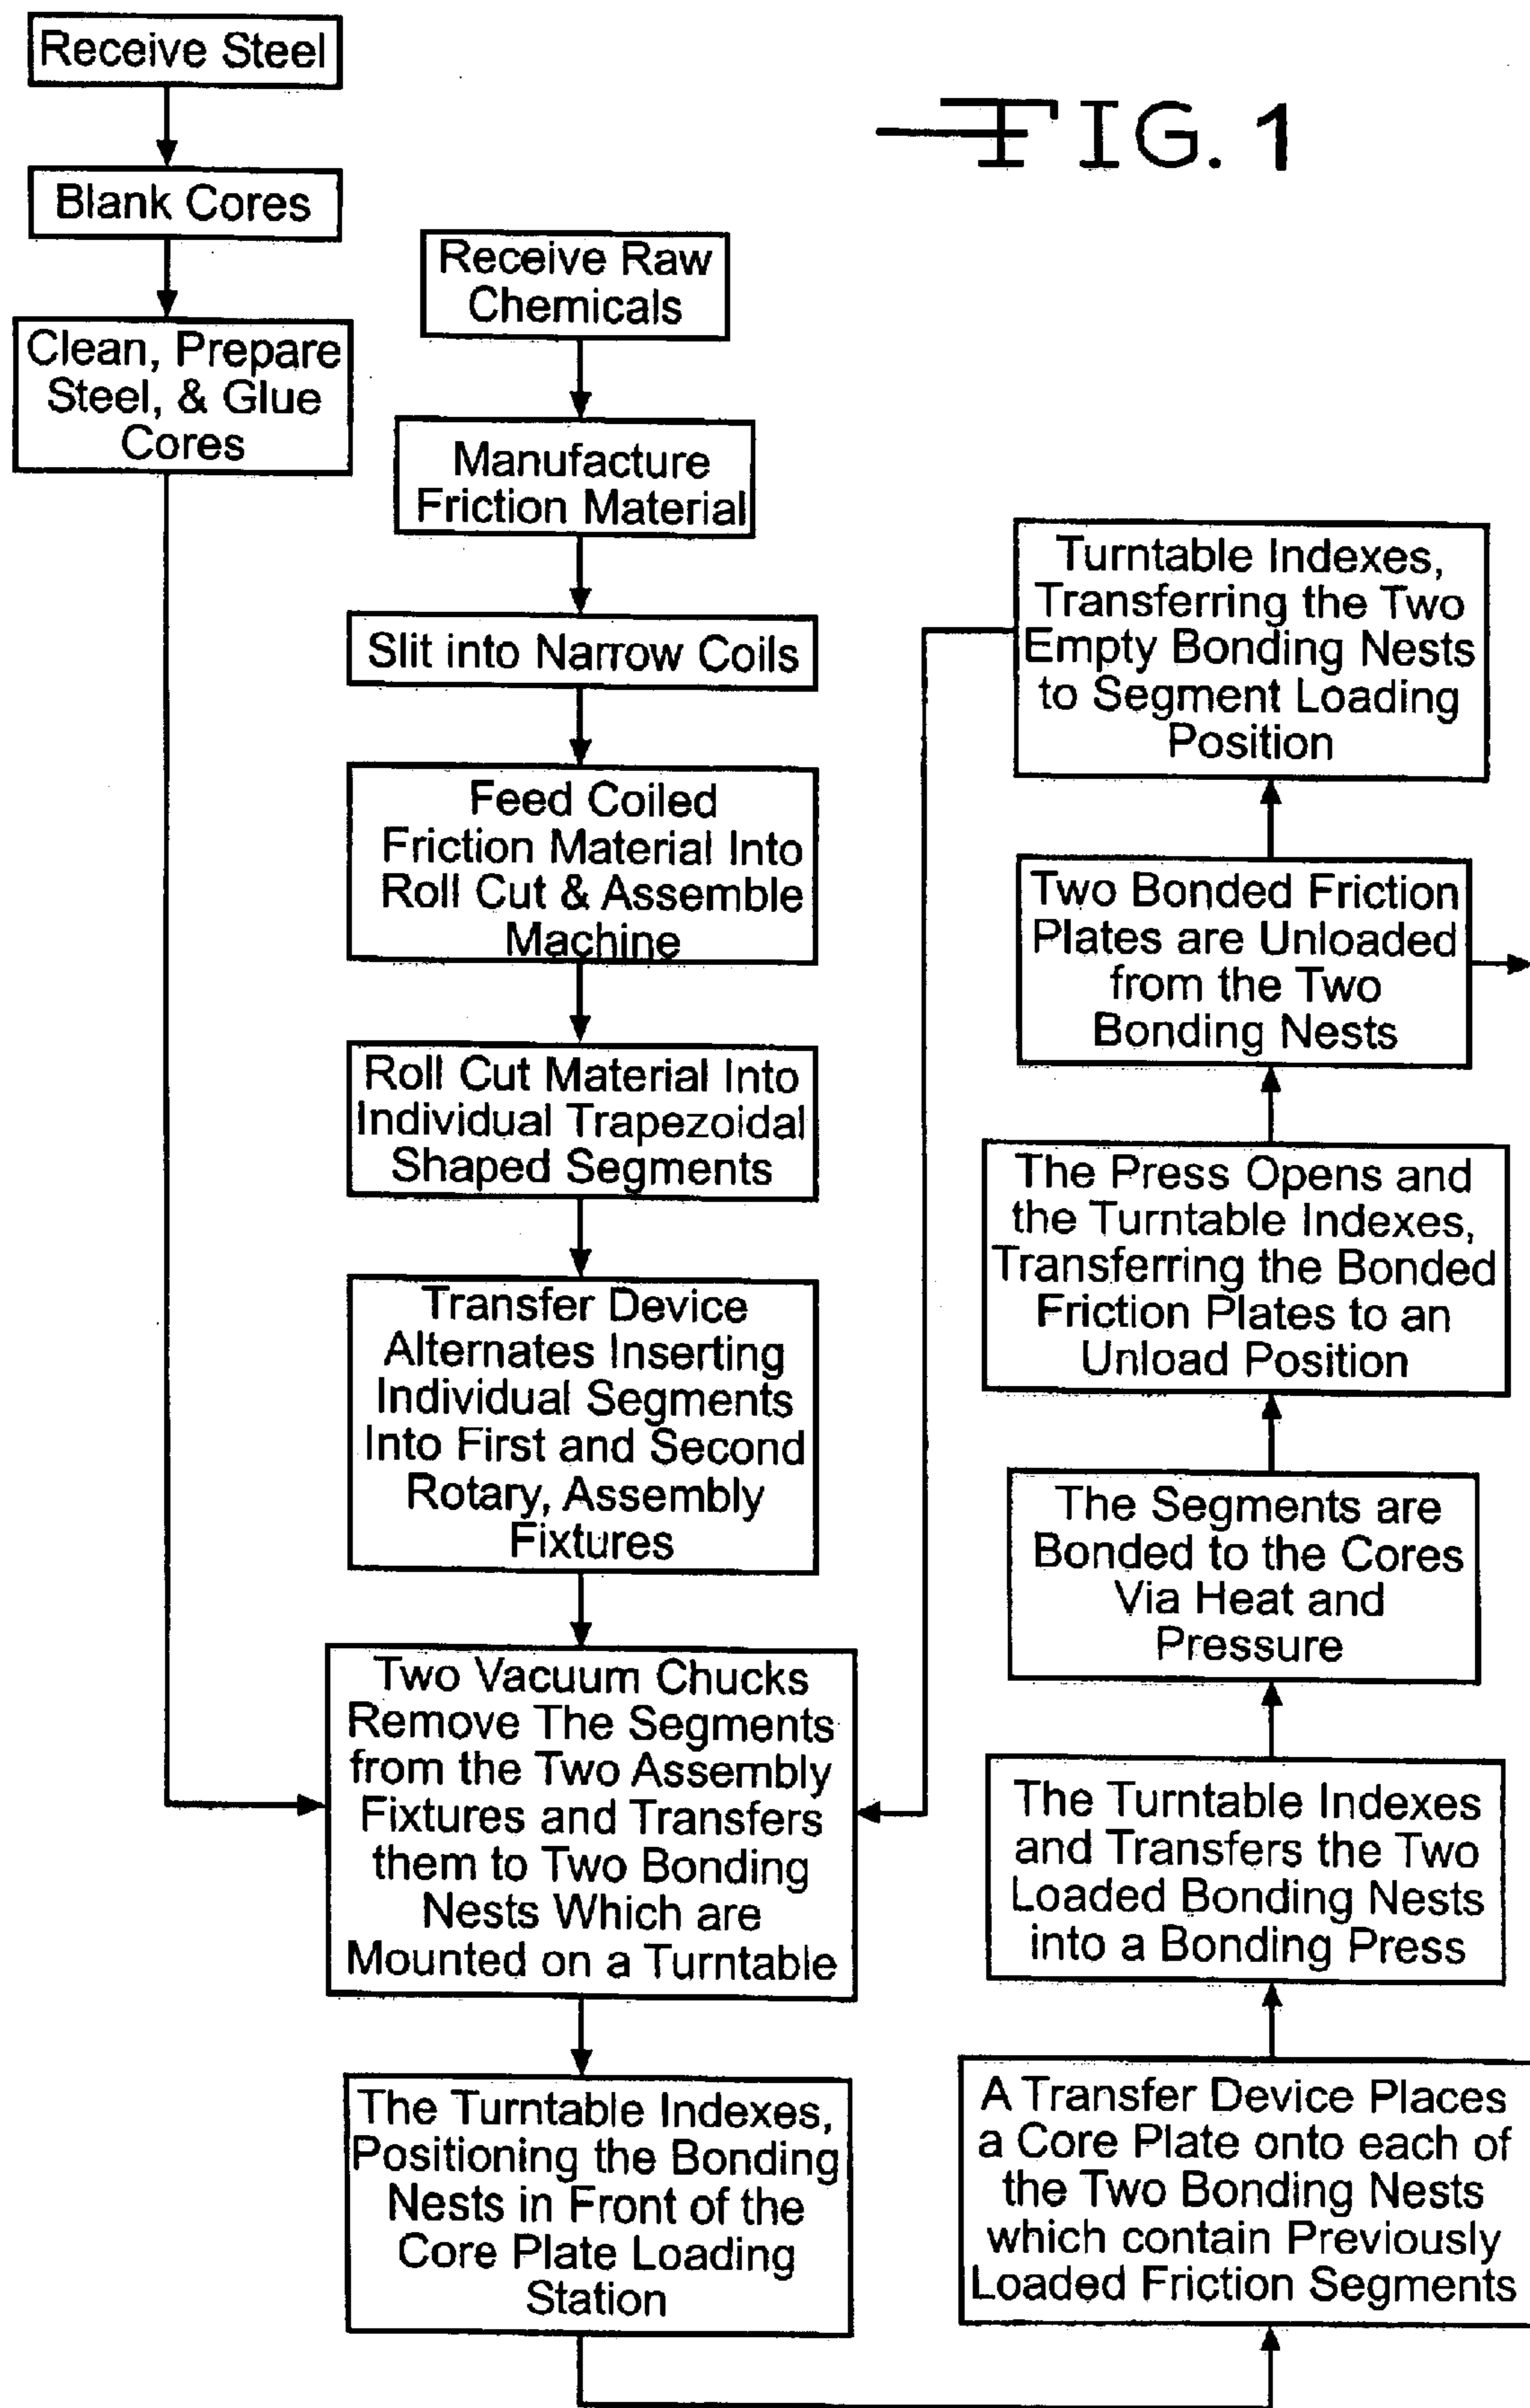 FIG. 1
Receive Steel
Blank Cores
Clean, Prepare
Steel, & Glue
Cores
Receive Raw
Chemicals
Manufacture
Friction Material
Slit into Narrow Coils
Feed Coiled
Friction Material Into
Roll Cut & Assemble
Machine
Roll Cut Material Into
Individual Trapezoidal
Shaped Segments
Transfer Device
Alternates Inserting
Individual Segments
Into First and Second
Rotary, Assembly
Fixtures
Two Vacuum Chucks
Remove The Segments
from the Two Assembly
Fixtures and Transfers
them to Two Bonding
Nests Which are
Mounted on a Turntable
The Turntable Indexes,
Positioning the Bonding
Nests in Front of the
Core Plate Loading
Station
A Transfer Device Places
a Core Plate onto each of
the Two Bonding Nests
which contain Previously
Loaded Friction Segments
The Turntable Indexes
and Transfers the Two
Loaded Bonding Nests
into a Bonding Press
The Segments are
Bonded to the Cores
Via Heat and
Pressure
The Press Opens and
the Turntable Indexes,
Transferring the Bonded
Friction Plates to an
Unload Position
Two Bonded Friction
Plates are Unloaded
from the Two
Bonding Nests
Turntable Indexes,
Transferring the Two
Empty Bonding Nests
to Segment Loading
Position